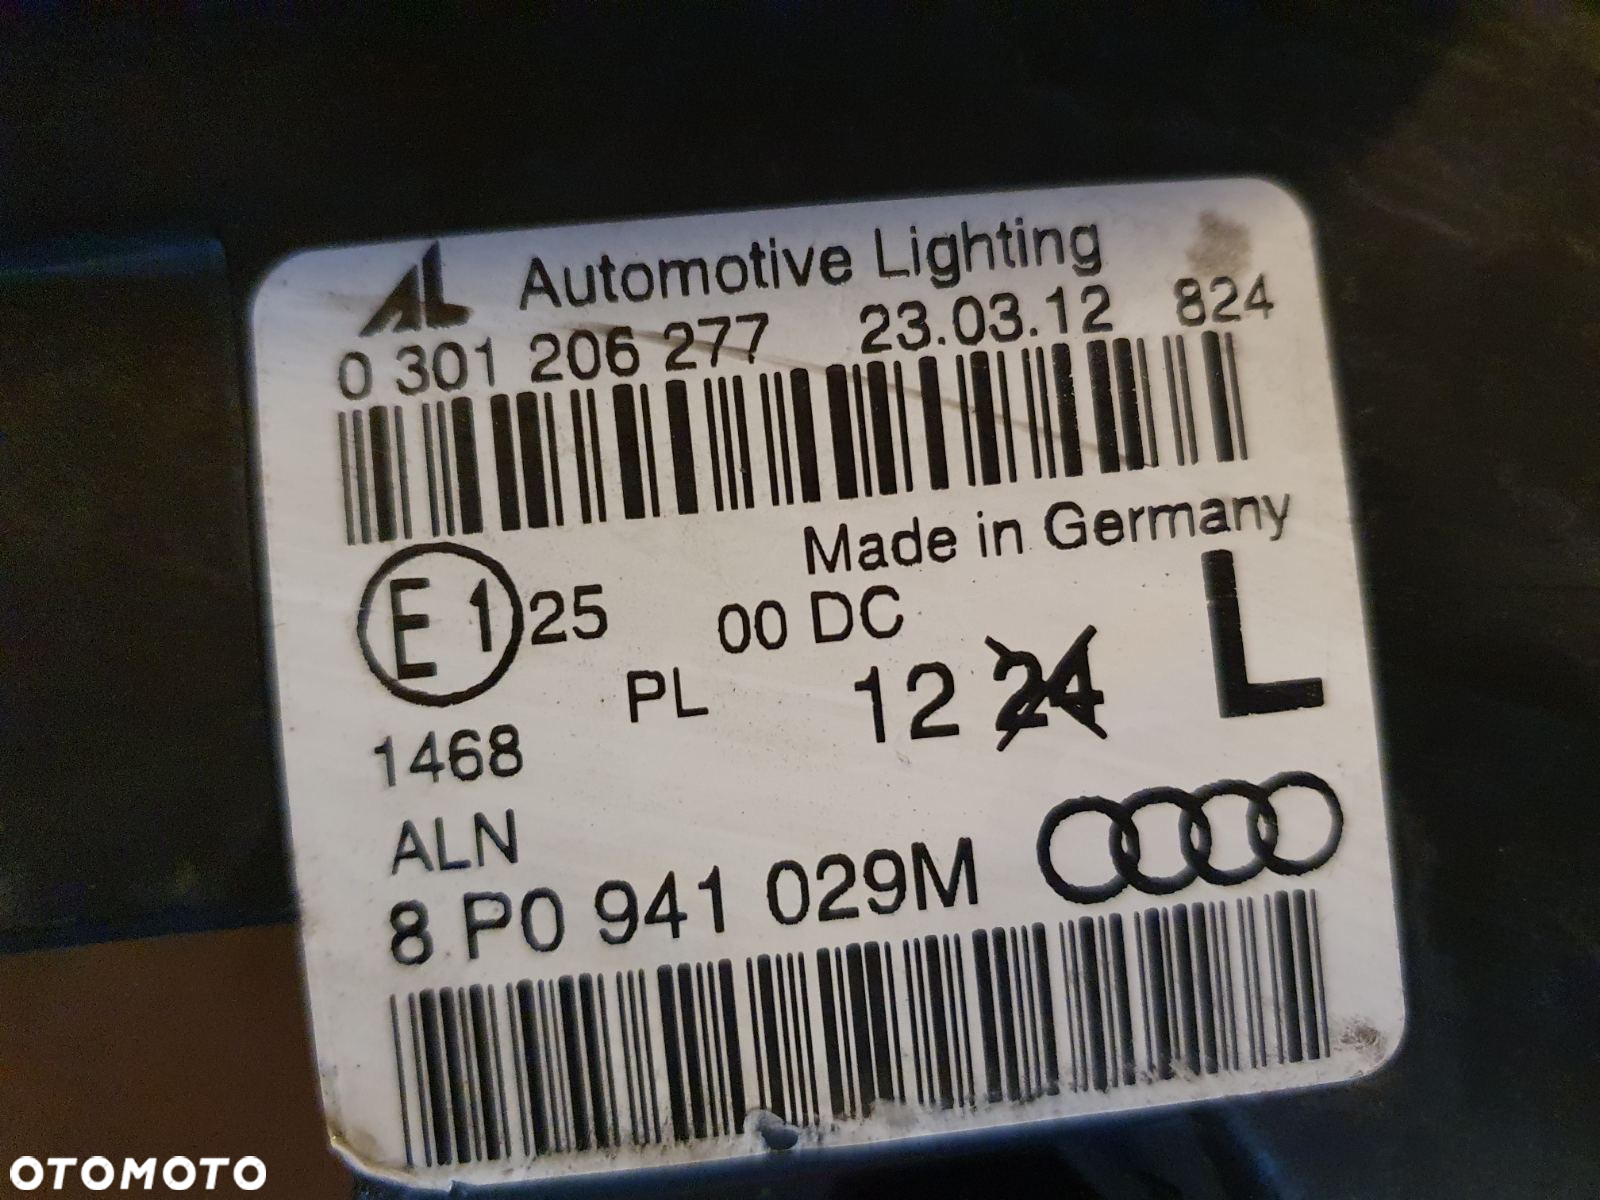 AL Automotive Lighting
0 301 206 277 23.03.12 824
Made in Germany
E1 25 00 DC L
PL 12 24
1468
ALN
8 P0 941 029M
OTOMOTO